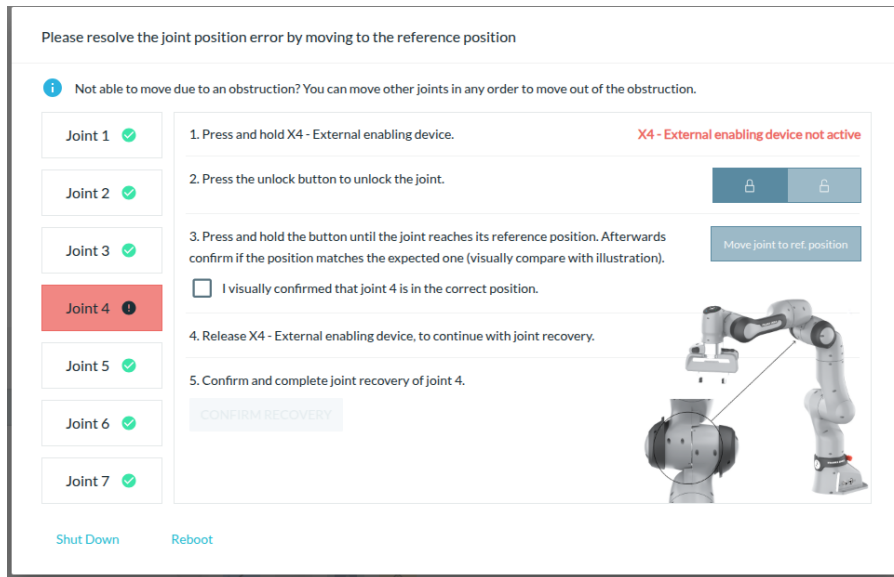 Please resolve the joint position error by moving to the reference position
Not able to move due to an obstruction? You can move other joints in any order to move out of the obstruction.
Joint 1
Joint 2
Joint 3
Joint 4
Joint 5
Joint 6
Joint 7
1. Press and hold X4 - External enabling device.
X4 - External enabling device not active
2. Press the unlock button to unlock the joint.
3. Press and hold the button until the joint reaches its reference position. Afterwards
confirm if the position matches the expected one (visually compare with illustration).
Move joint to ref. position
I visually confirmed that joint 4 is in the correct position.
4. Release X4 - External enabling device, to continue with joint recovery.
5. Confirm and complete joint recovery of joint 4.
CONFIRM RECOVERY
Shut Down
Reboot